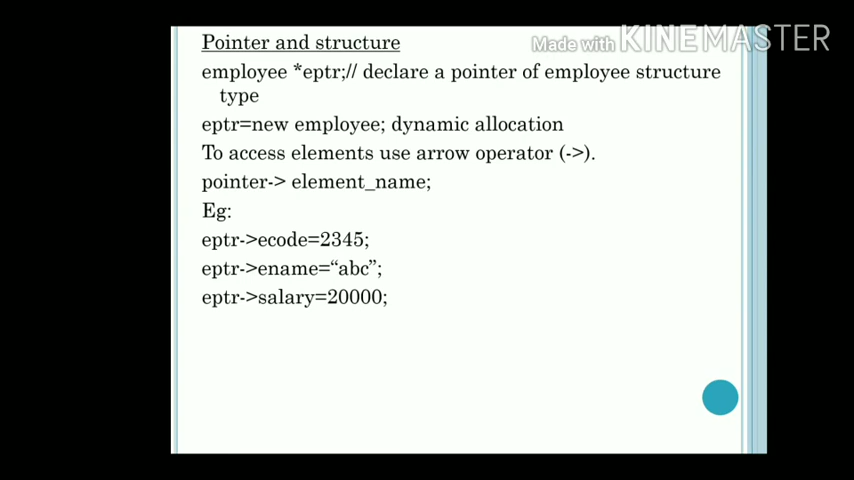 Made with KINEMASTER
Pointer and structure
employee *eptr;// declare a pointer of employee structure
type
eptr=new employee; dynamic allocation
To access elements use arrow operator (->).
pointer-> element_name;
Eg:
eptr->ecode=2345;
eptr->ename=“abc”;
eptr->salary=20000;